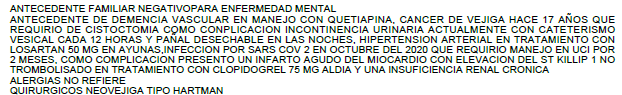 ANTECEDENTE FAMILIAR NEGATIVOPARA ENFERMEDAD MENTAL
ANTECEDENTE DE DEMENCIA VASCULAR EN MANEJO CON QUETIAPINA, CANCER DE VEJIGA HACE 17 AÑOS QUE
REQUIRIO DE CISTOCTOMIA COMO CONPLICACION INCONTINENCIA URINARIA ACTUALMENTE CON CATETERISMO
VESICAL CADA 12 HORAS Y PAÑAL DESECHABLE EN LAS NOCHES, HIPERTENSION ARTERIAL EN TRATAMIENTO CON
LOSARTAN 50 MG EN AYUNAS,INFECCION POR SARS COV 2 EN OCTUBRE DEL 2020 QUE REQUIRIO MANEJO EN UCI POR
2 MESES, COMO COMPLICACION PRESENTO UN INFARTO AGUDO DEL MIOCARDIO CON ELEVACION DEL ST KILLIP 1 NO
TROMBOLISADO EN TRATAMIENTO CON CLOPIDOGREL 75 MG ALDIA Y UNA INSUFICIENCIA RENAL CRONICA
ALERGIAS NO REFIERE
QUIRURGICOS NEOVEJIGA TIPO HARTMAN